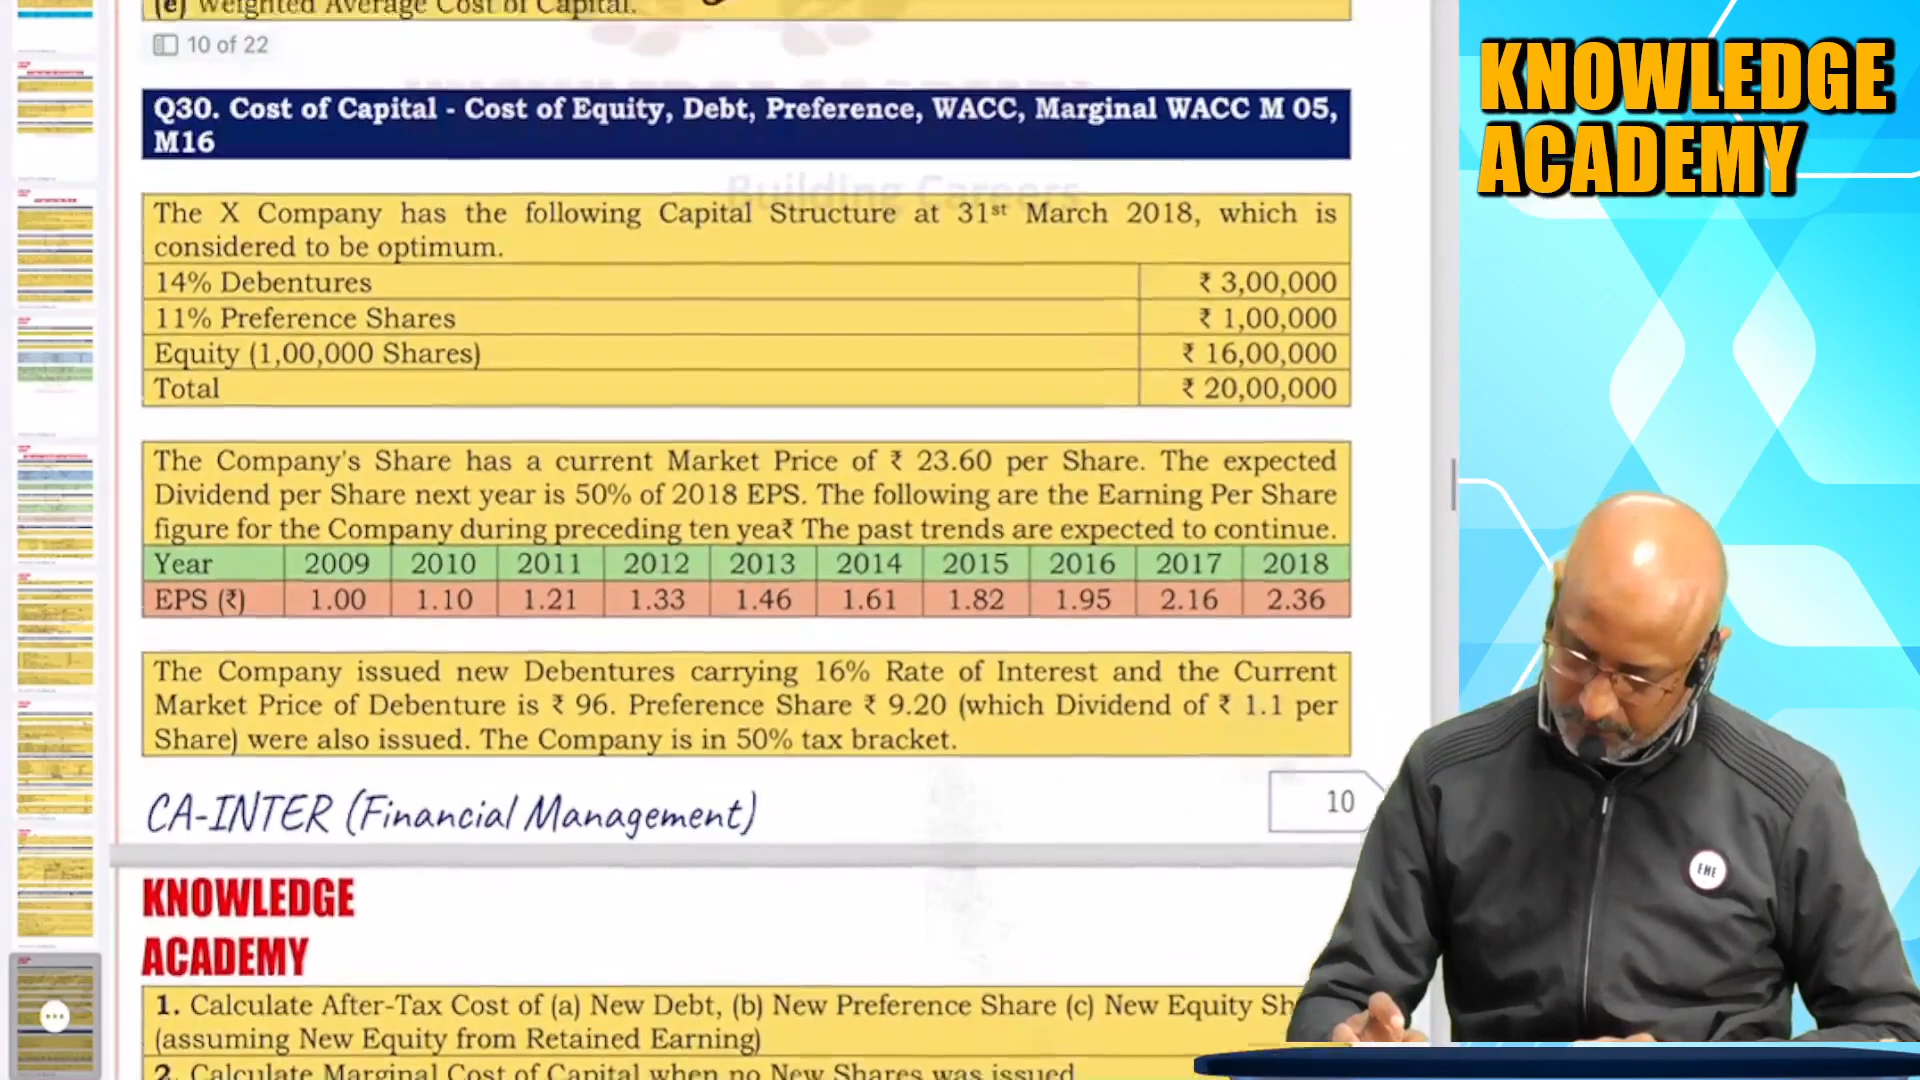 (e) Weighted Average Cost of Capital.
10 of 22
KNOWLEDGE
ACADEMY
Q30. Cost of Capital - Cost of Equity, Debt, Preference, WACC, Marginal WACC M 05,
M16
Building Careers
The X Company has the following Capital Structure at 31st March 2018, which is
considered to be optimum.
14% Debentures ₹ 3,00,000
11% Preference Shares ₹ 1,00,000
Equity (1,00,000 Shares) ₹ 16,00,000
Total ₹ 20,00,000
The Company's Share has a current Market Price of ₹ 23.60 per Share. The expected
Dividend per Share next year is 50% of 2018 EPS. The following are the Earning Per Share
figure for the Company during preceding ten yea₹ The past trends are expected to continue.
Year 2009 2010 2011 2012 2013 2014 2015 2016 2017 2018
EPS (₹) 1.00 1.10 1.21 1.33 1.46 1.61 1.82 1.95 2.16 2.36
The Company issued new Debentures carrying 16% Rate of Interest and the Current
Market Price of Debenture is ₹ 96. Preference Share ₹ 9.20 (which Dividend of ₹ 1.1 per
Share) were also issued. The Company is in 50% tax bracket.
CA-INTER (Financial Management)
10
KNOWLEDGE
ACADEMY
1. Calculate After-Tax Cost of (a) New Debt, (b) New Preference Share (c) New Equity Sh
(assuming New Equity from Retained Earning)
2. Calculate Marginal Cost of Capital when no New Shares was issued